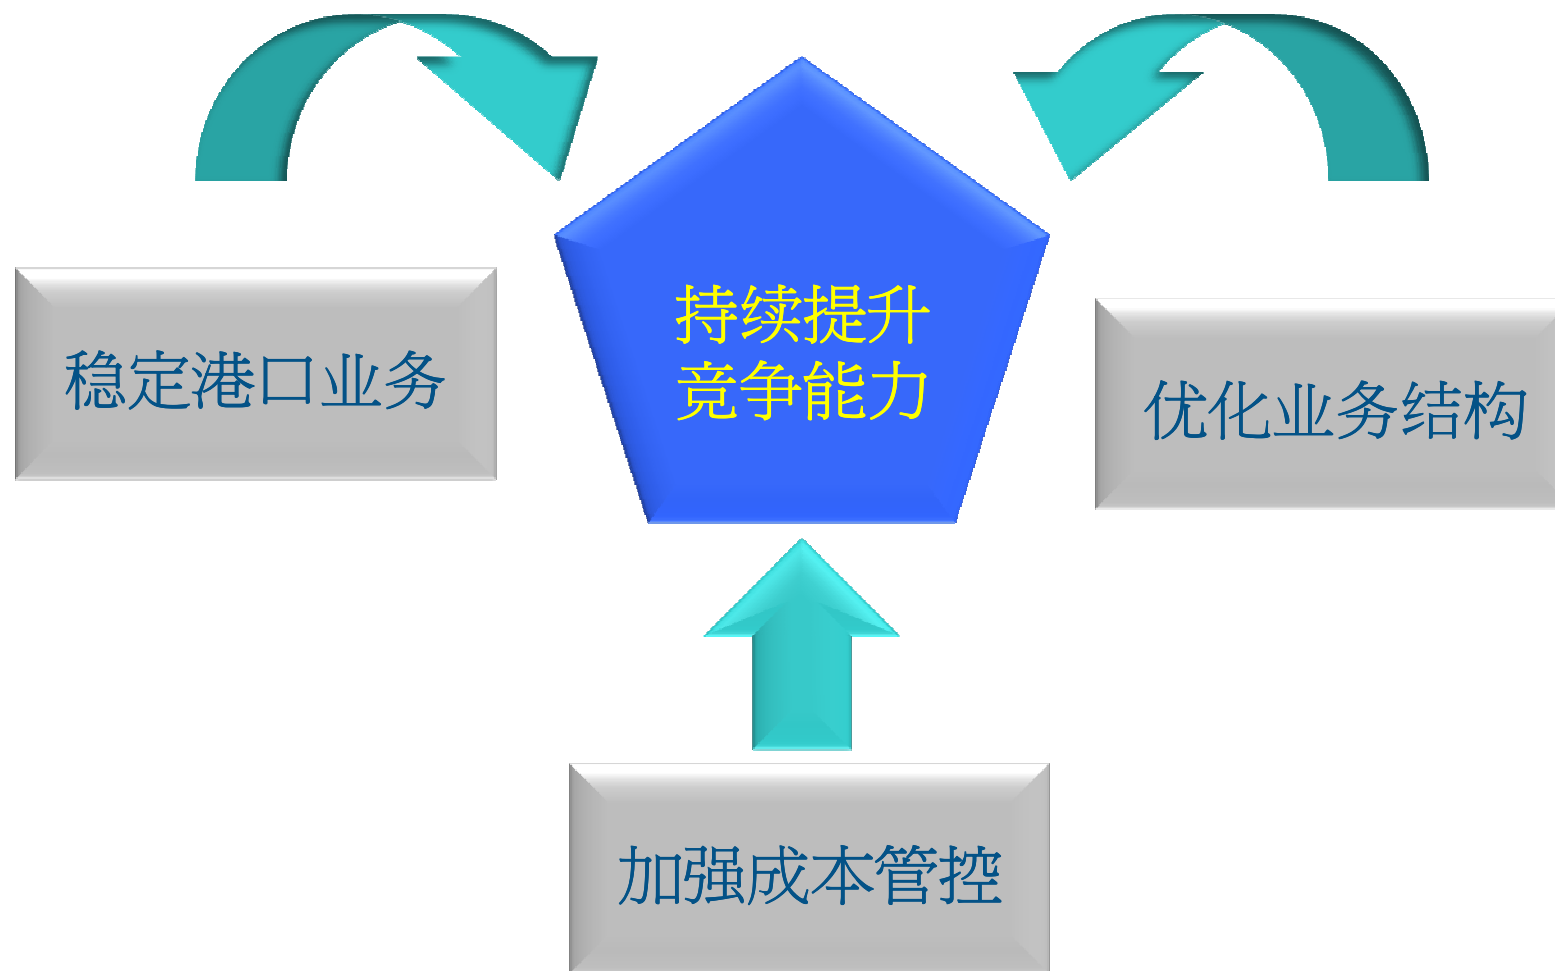 持续提升
竞争能力
稳定港口业务
优化业务结构
加强成本管控